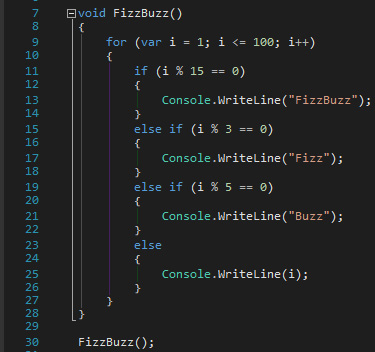 7 void FizzBuzz()
8 {
9     for (var i = 1; i <= 100; i++)
10     {
11         if (i % 15 == 0)
12         {
13             Console.WriteLine("FizzBuzz");
14         }
15         else if (i % 3 == 0)
16         {
17             Console.WriteLine("Fizz");
18         }
19         else if (i % 5 == 0)
20         {
21             Console.WriteLine("Buzz");
22         }
23         else
24         {
25             Console.WriteLine(i);
26         }
27     }
28 }
29
30 FizzBuzz();